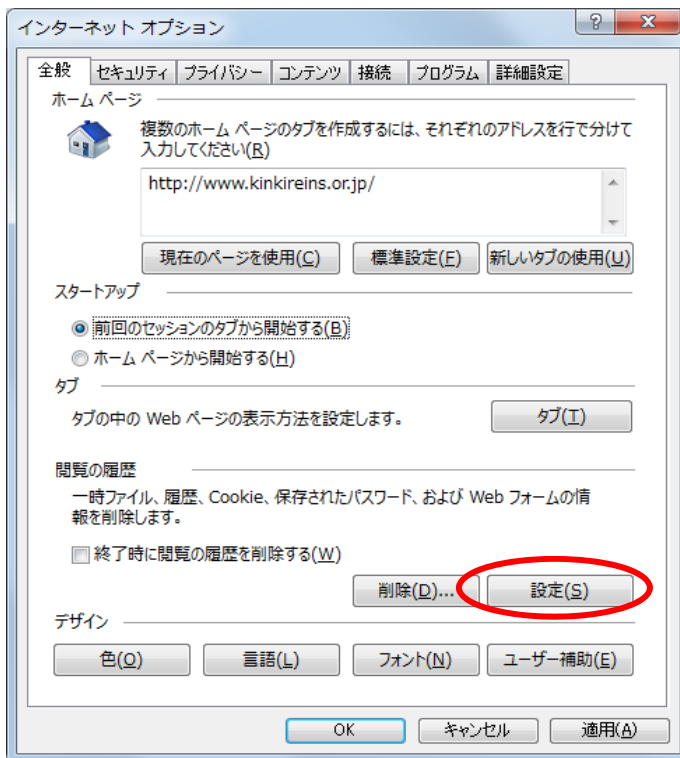 インターネット オプション
全般 セキュリティ プライバシー コンテンツ 接続 プログラム 詳細設定
ホーム ページ
複数のホーム ページのタブを作成するには、それぞれのアドレスを行で分けて
入力してください(R)
http://www.kinkireins.or.jp/
現在のページを使用(C) 標準設定(F) 新しいタブの使用(U)
スタートアップ
前回のセッションのタブから開始する(B)
ホーム ページから開始する(H)
タブ
タブの中の Web ページの表示方法を設定します。 タブ(T)
閲覧の履歴
一時ファイル、履歴、Cookie、保存されたパスワード、および Web フォームの情
報を削除します。
終了時に閲覧の履歴を削除する(W)
削除(D)... 設定(S)
デザイン
色(O) 言語(L) フォント(N) ユーザー補助(E)
OK キャンセル 適用(A)